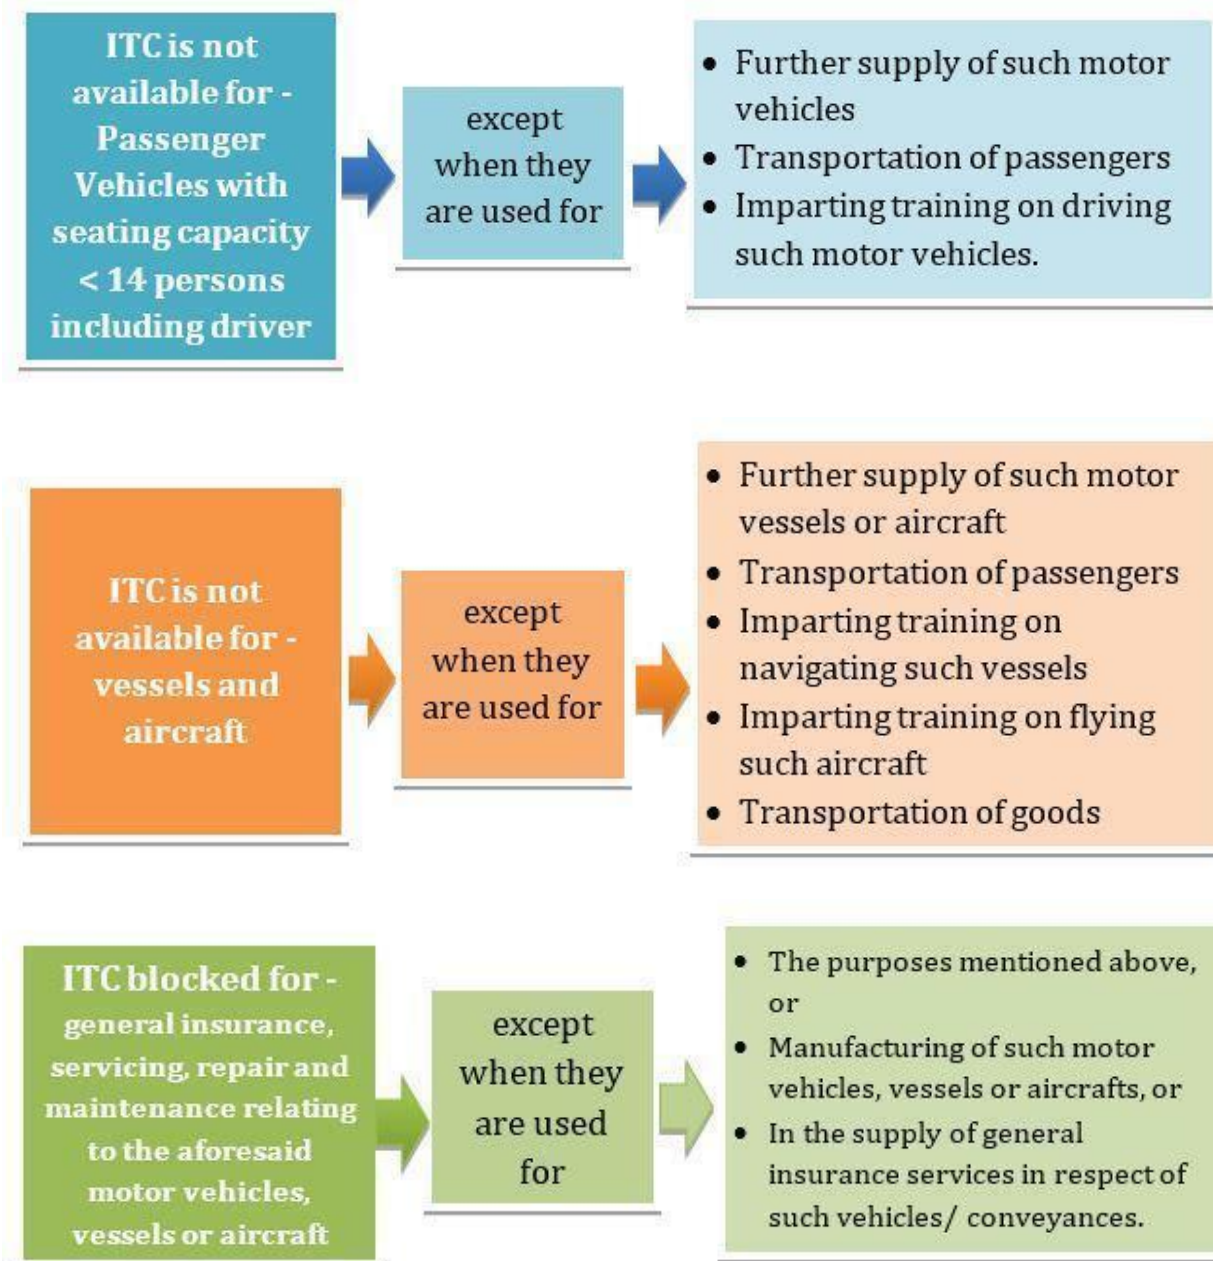 ITC is not
available for -
Passenger
Vehicles with
seating capacity
< 14 persons
including driver
except
when they
are used for
• Further supply of such motor
vehicles
• Transportation of passengers
• Imparting training on driving
such motor vehicles.
ITC is not
available for -
vessels and
aircraft
except
when they
are used for
• Further supply of such motor
vessels or aircraft
• Transportation of passengers
• Imparting training on
navigating such vessels
• Imparting training on flying
such aircraft
• Transportation of goods
ITC blocked for -
general insurance,
servicing, repair and
maintenance relating
to the aforesaid
motor vehicles,
vessels or aircraft
except
when they
are used
for
• The purposes mentioned above,
or
• Manufacturing of such motor
vehicles, vessels or aircrafts, or
• In the supply of general
insurance services in respect of
such vehicles/ conveyances.